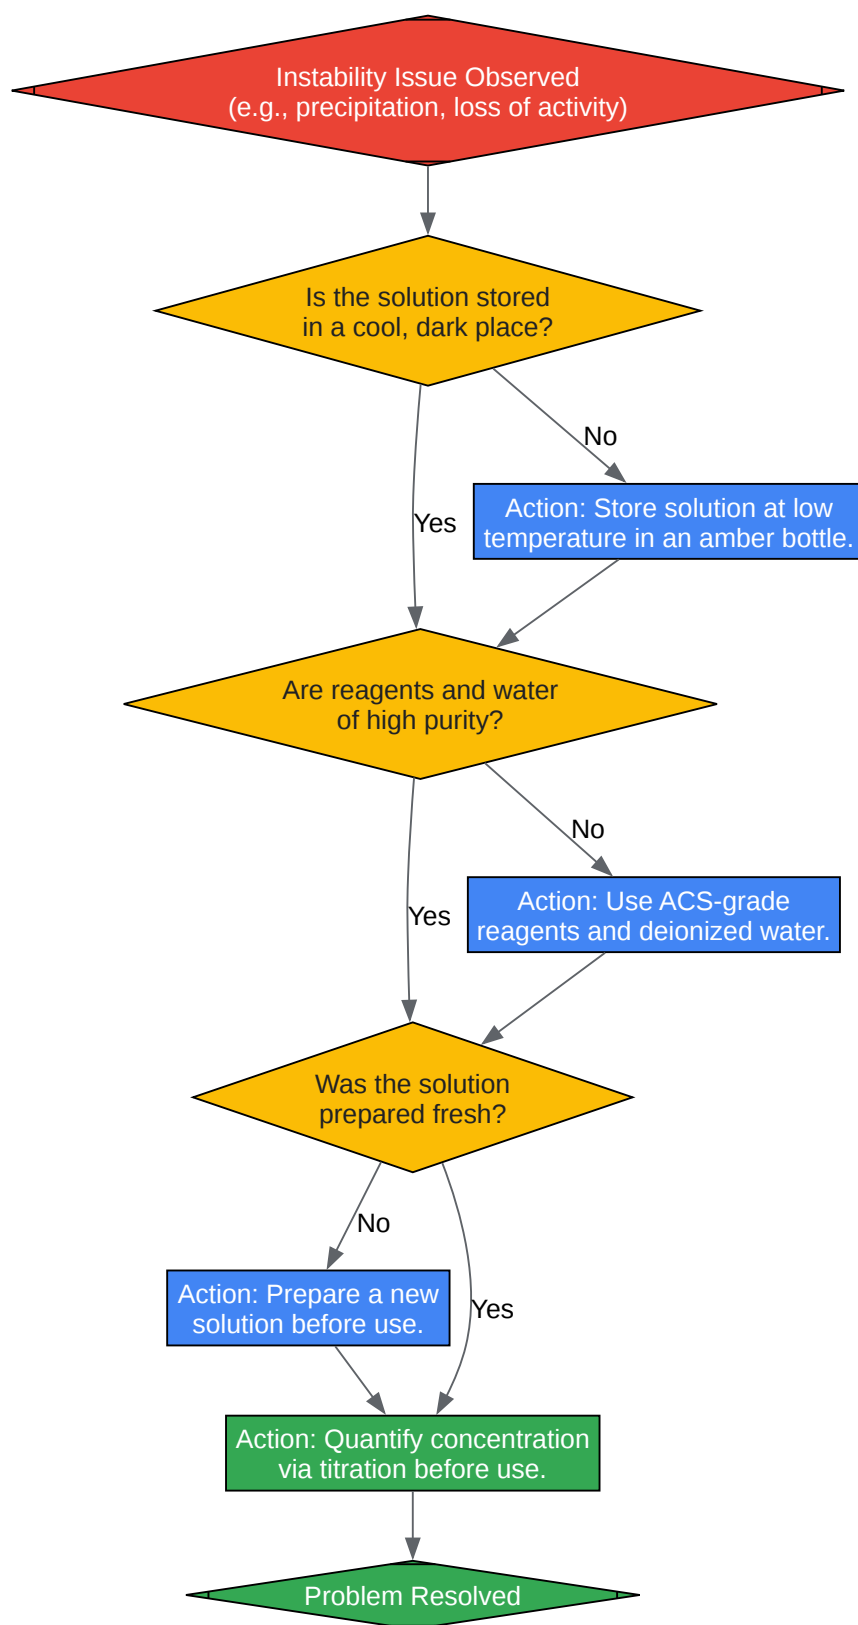 Instability Issue Observed
(e.g., precipitation, loss of activity)
Is the solution stored
in a cool, dark place?
No
Action: Store solution at low
temperature in an amber bottle.
Yes
Are reagents and water
of high purity?
No
Action: Use ACS-grade
reagents and deionized water.
Yes
Was the solution
prepared fresh?
No
Action: Prepare a new
solution before use.
Yes
Action: Quantify concentration
via titration before use.
Problem Resolved